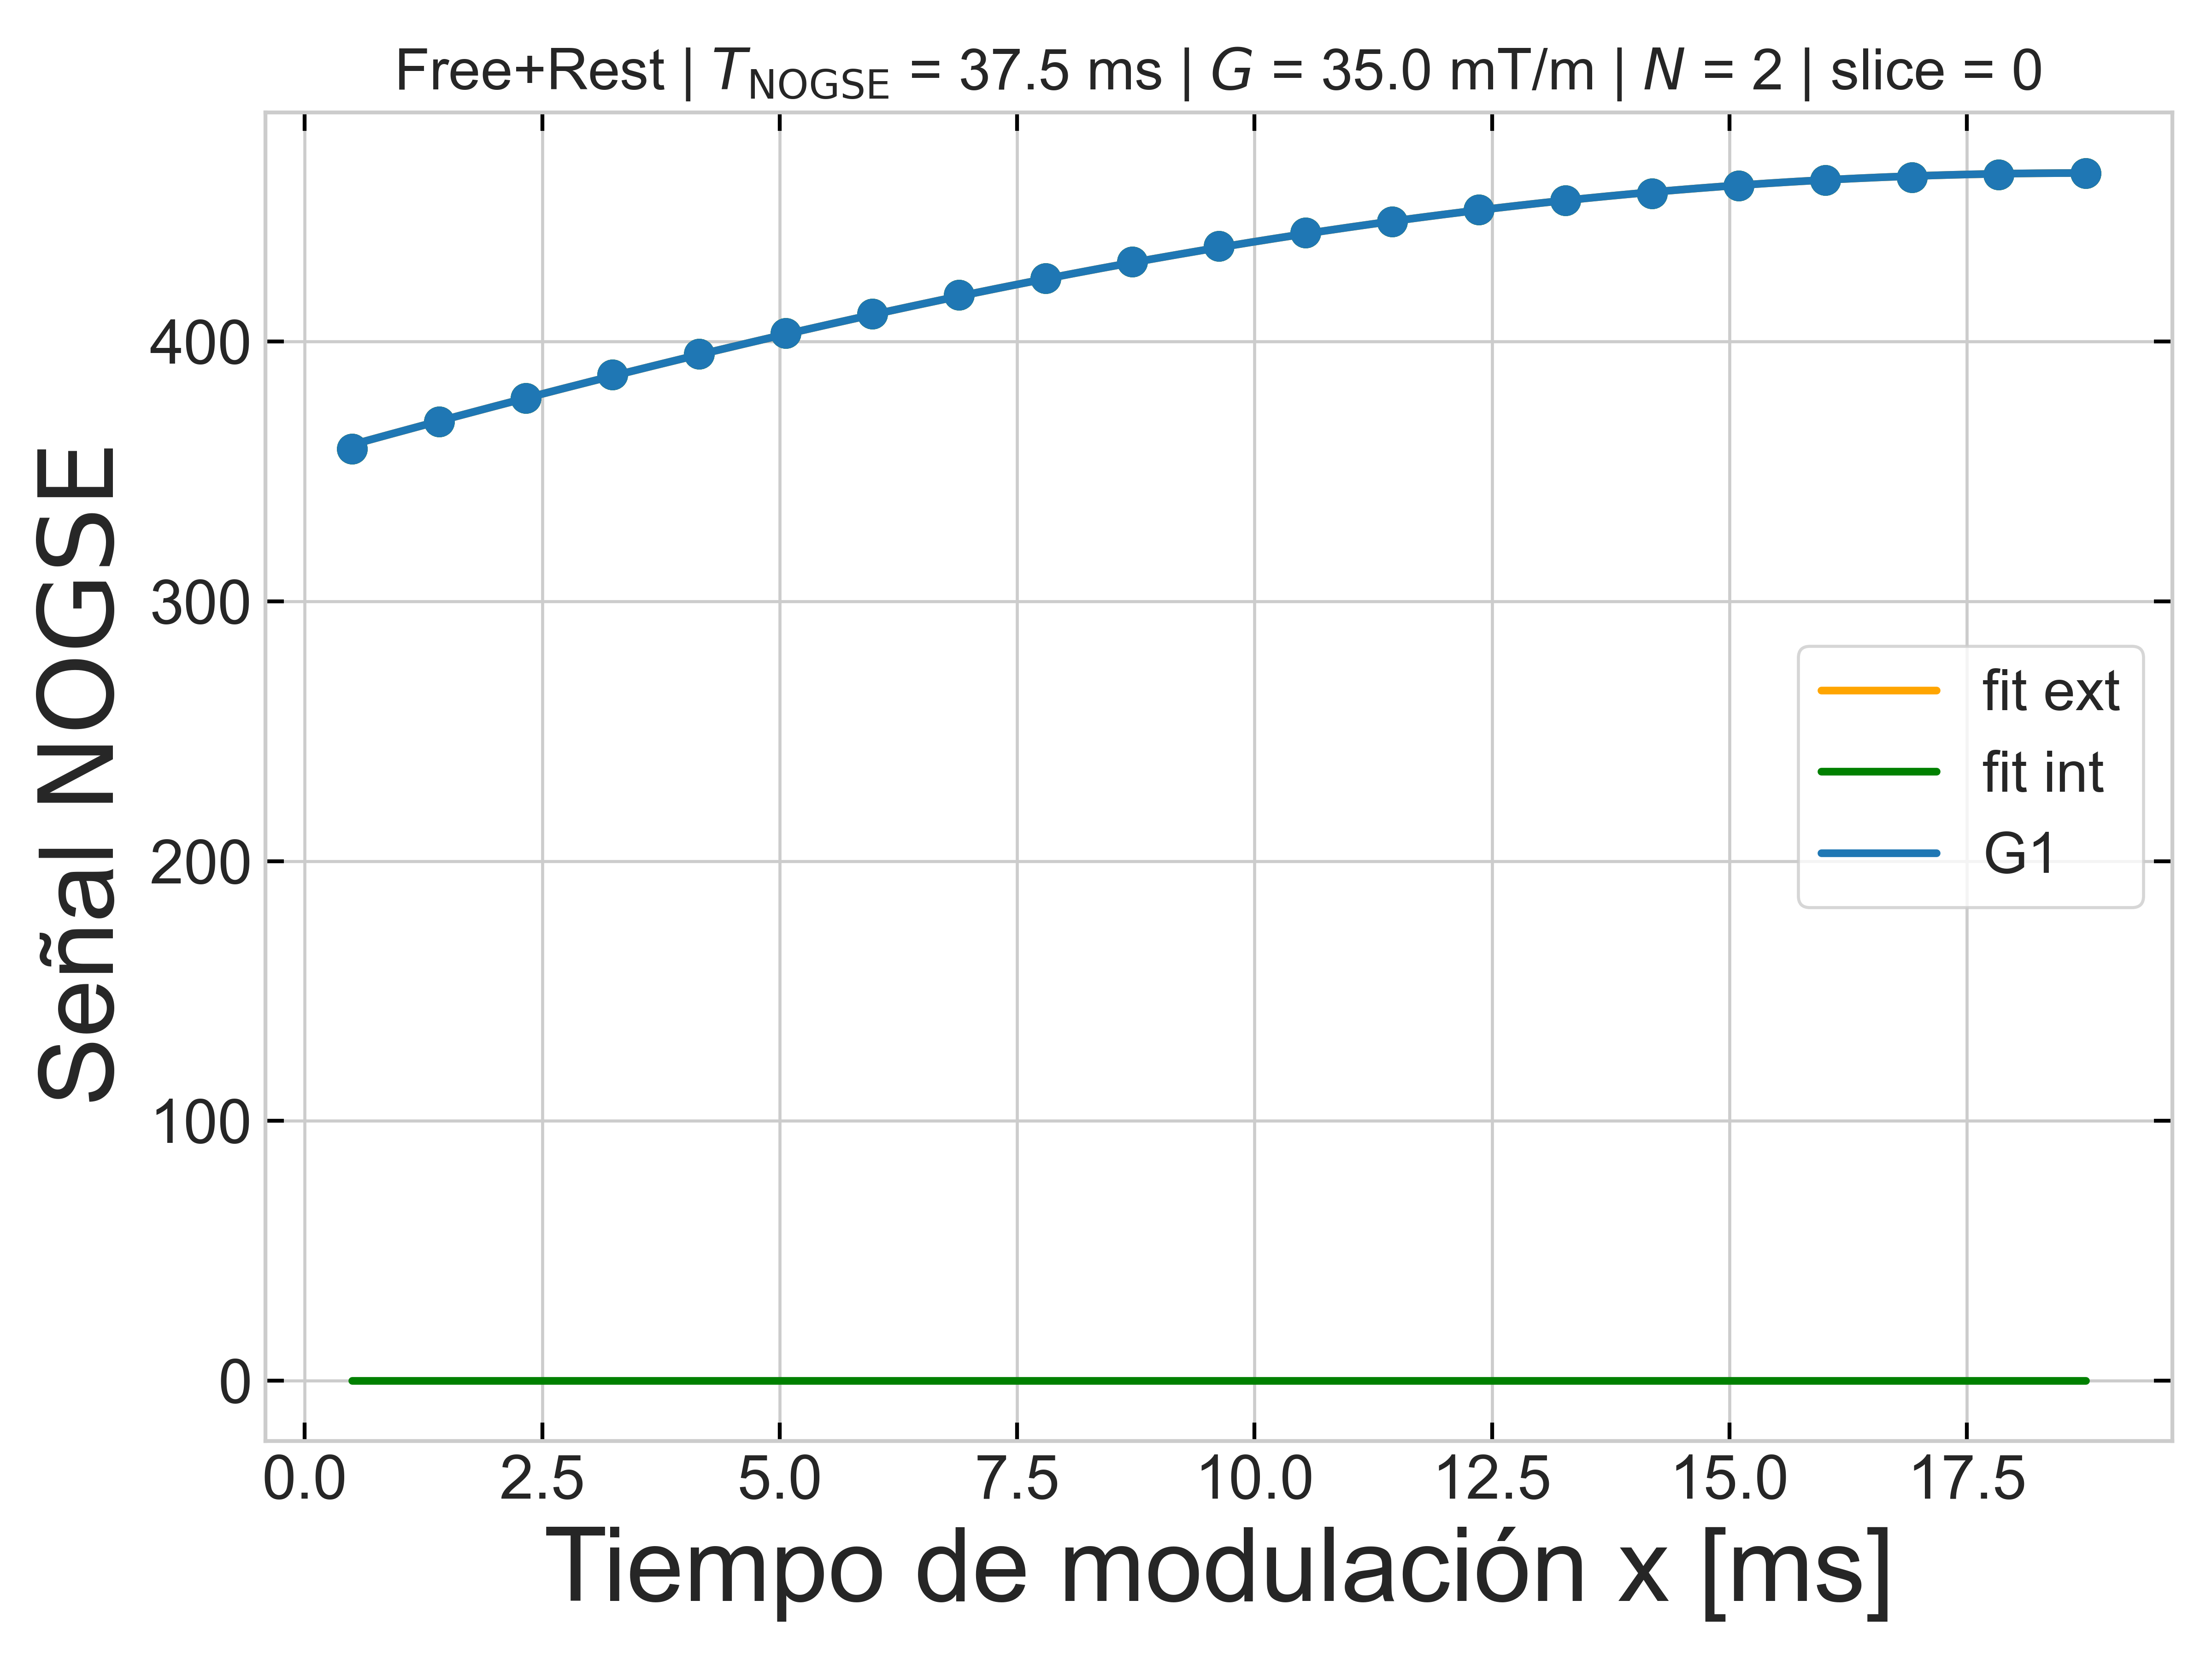 Free+Rest | T_NOGSE = 37.5 ms | G = 35.0 mT/m | N = 2 | slice = 0
Señal NOGSE
400
300
200
100
0
fit ext
fit int
G1
0.0 2.5 5.0 7.5 10.0 12.5 15.0 17.5
Tiempo de modulación x [ms]